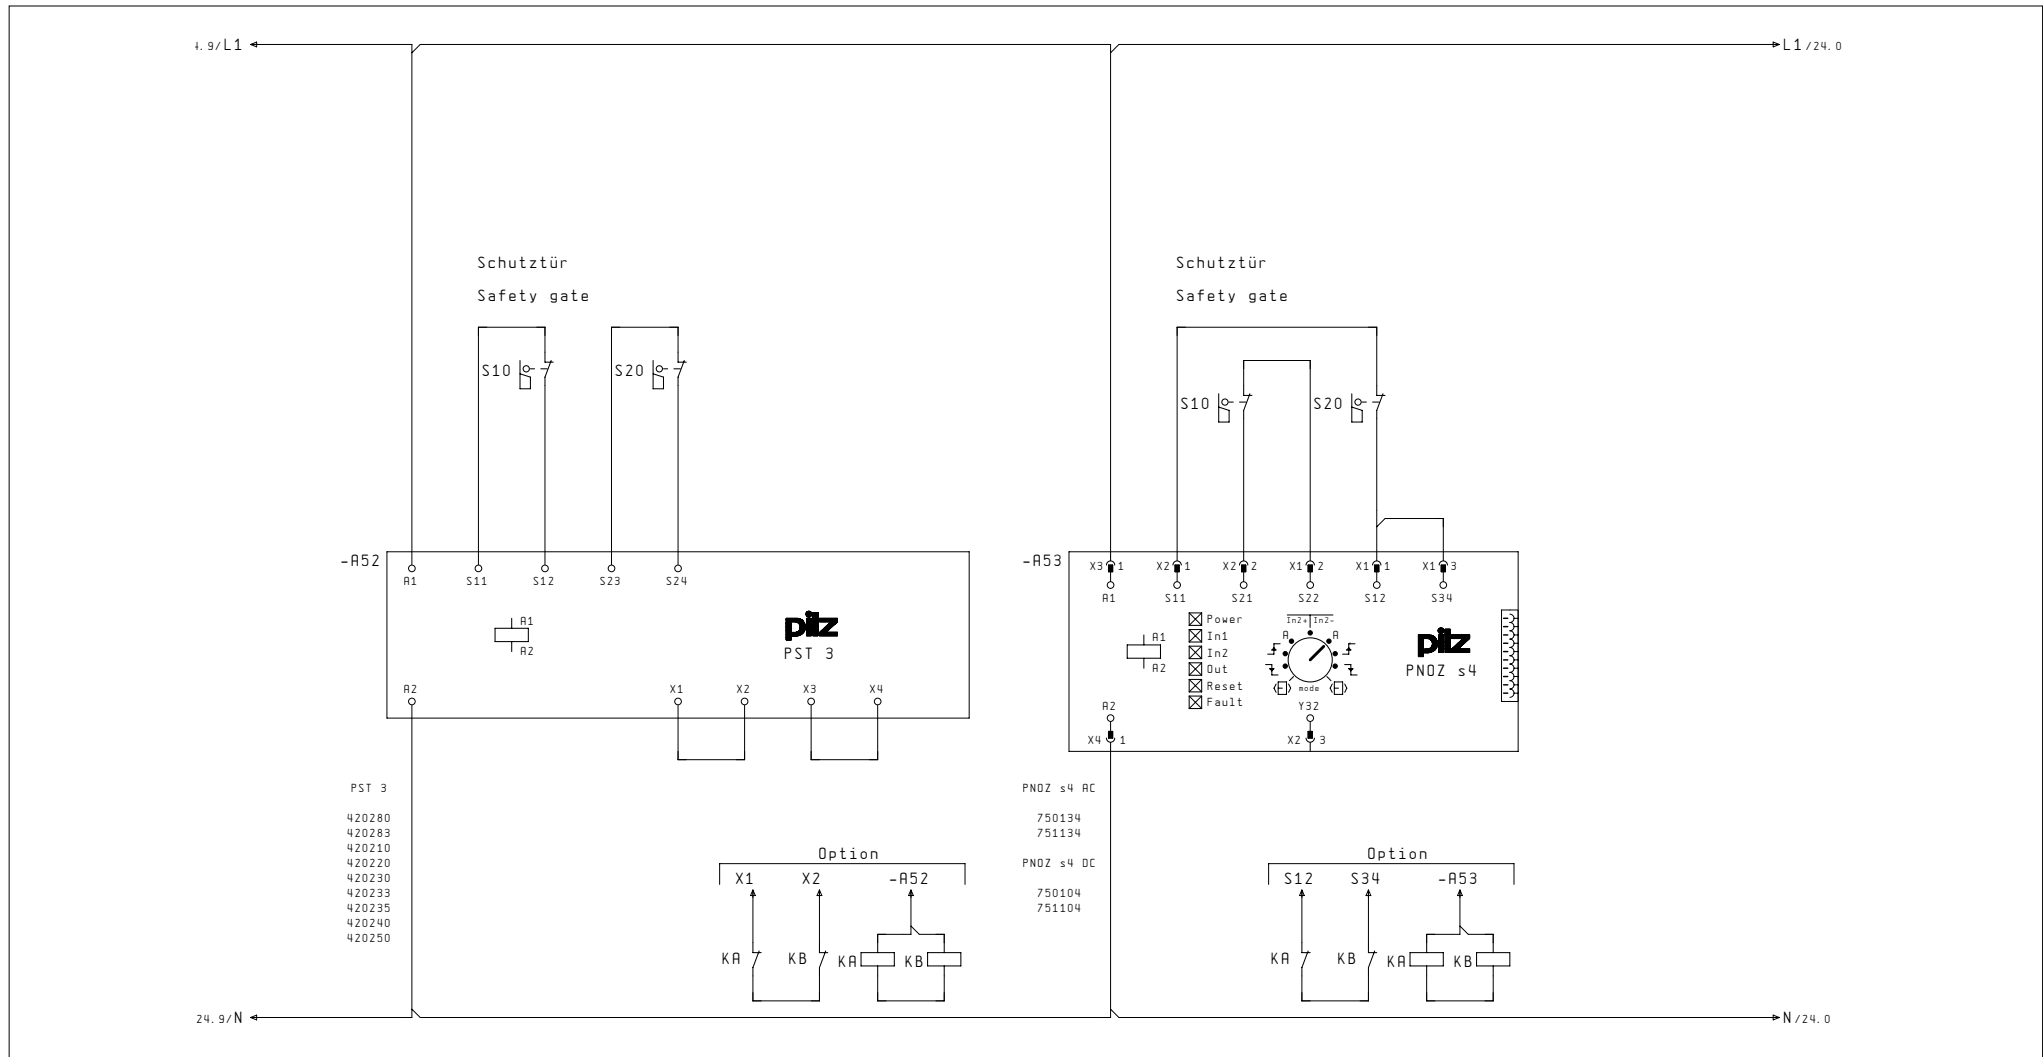 4.9/L1
L1/24.0
Schutztür
Safety gate
S10
S20
Schutztür
Safety gate
S10
S20
-A52
A1 S11 S12 S23 S24
A1
A2
pilz
PST 3
A2 X1 X2 X3 X4
-A53
X3 1 X2 1 X2 2 X1 2 X1 1 X1 3
A1 S11 S21 S22 S12 S34
Power
In1
In2
Out
Reset
Fault
A1
A2
In2+ In2-
A A
mode
pilz
PNOZ s4
A2 Y32
X4 1 X2 3
PST 3
420280
420283
420210
420220
420230
420233
420235
420240
420250
Option
X1 X2 -A52
KA KB KA KB
PNOZ s4 AC
750134
751134
PNOZ s4 DC
750104
751104
Option
S12 S34 -A53
KA KB KA KB
24.9/N
N/24.0